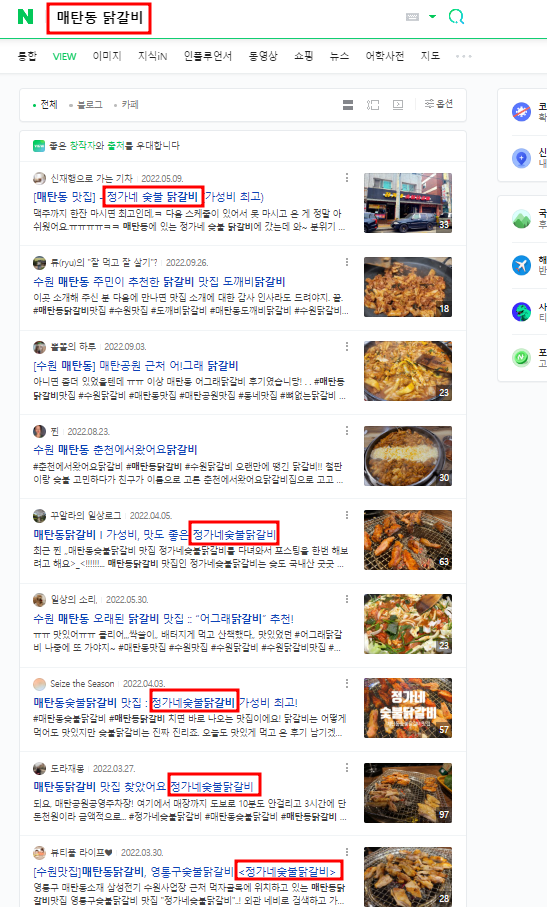 N 매탄동 닭갈비
통합 VIEW 이미지 지식iN 인플루언서 동영상 쇼핑 뉴스 어학사전 지도
전체 블로그 카페 옵션
좋은 창작자와 출처를 우대합니다
신재행으로 가는 기차 2022.05.09.
[매탄동 맛집] - 정가네 숯불 닭갈비 가성비 최고)
맥주까지 한잔 마시면 최고인데.ㅋ 다음 스케줄이 있어서 못 마시고 온 게 정말 아
쉬웠어요.ㅠㅠㅠㅠㅋㅋ 매탄동에 있는 정가네 숯불 닭갈비에 갔는데 와~ 분위기 ...
33
류(ryu)의 "잘 먹고 잘 살기"? 2022.09.26.
수원 매탄동 주민이 추천한 닭갈비 맛집 도깨비닭갈비
이곳 소개해 주신 분 다음에 만나면 맛집 소개에 대한 감사 인사라도 드려야지. 끝.
#매탄동닭갈비맛집 #수원맛집 #도깨비닭갈비 #매탄동도깨비닭갈비 #수원닭갈비 ...
18
뽈뽈의 하루 2022.09.03.
[수원 매탄동] 매탄공원 근처 어!그래 닭갈비
아니면 좀더 있었을텐데 ㅠㅠ 이상 매탄동 어그래닭갈비 후기였습니당! . . #매탄동
닭갈비맛집 #수원닭갈비 #매탄동맛집 #매탄공원맛집 #동네맛집 #뼈없는닭갈비 ...
23
찐 2022.08.23.
수원 매탄동 춘천에서왔어요닭갈비
#춘천에서왔어요닭갈비 #매탄동닭갈비 #수원닭갈비 오랜만에 땡긴 닭갈비!! 철판
이랑 숯불 고민하다가 친구가 이름으로 고른 춘천에서왔어요닭갈비집으로 고고 ...
30
꾸알라의 일상로그 2022.04.05.
매탄동닭갈비 | 가성비, 맛도 좋은 정가네숯불닭갈비
최근 찐 ,,매탄동숯불닭갈비 맛집 정가네숯불닭갈비를 다녀와서 포스팅을 한번 해보
려고 해요>_<!!!!!!... 매탄동닭갈비 맛집인 정가네숯불닭갈비는 숯도 국내산 굿굿 ...
63
일상의 소리, 2022.05.30.
수원 매탄동 오래된 닭갈비 맛집 :: "어그래닭갈비" 추천!
ㅠㅠ 맛있어ㅠㅠ 물리어,,,싹쓸이,, 배터지게 먹고 산책했다,, 맛있었던 #어그래닭갈
비 나중에 또 가야지~ #매탄동맛집 #수원맛집 #수원닭갈비 #수원닭갈비맛집 #...
23
Seize the Season 2022.04.03.
매탄동숯불닭갈비 맛집 : 정가네숯불닭갈비 가성비 최고!
#매탄동숯불닭갈비 #매탄동닭갈비 치면 바로 나오는 맛집이에요! 닭갈비는 어떻게
먹어도 맛있지만 숯불닭갈비는 진짜 진리죠. 오늘도 맛있게 먹고 온 후기 남기겠...
정가네
숯불닭갈비
57
도라재몽 2022.03.27.
매탄동닭갈비 맛집 찾았어요 정가네숯불닭갈비
되요. 매탄공원공영주차장! 여기에서 매장까지 도보로 10분도 안걸리고 3시간에 단
돈천원이라 금액적으로... #정가네숯불닭갈비 #매탄동숯불닭갈비 #매탄동닭갈비 ...
97
뷰티풀 라이프♥ 2022.03.30.
[수원맛집]매탄동닭갈비, 영통구숯불닭갈비 <정가네숯불닭갈비>
영통구 매탄동소재 삼성전기 수원사업장 근처 먹자골목에 위치하고 있는 매탄동닭
갈비맛집 영통구 맛집 "정가네숯불닭갈비"..! 외관 네비로 검색하고 가...
28